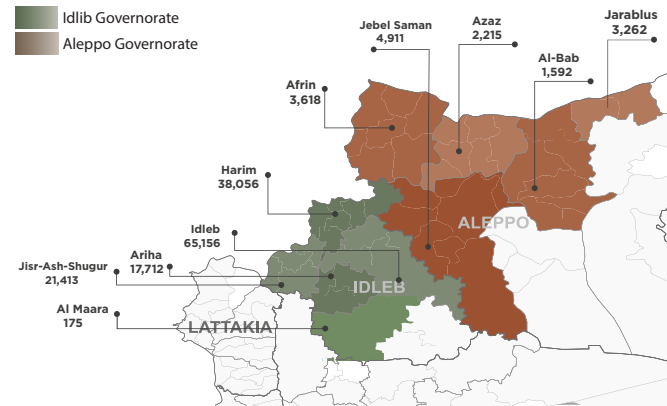 Idlib Governorate
Aleppo Governorate
Jebel Saman
4,911
Azaz
2,215
Jarablus
3,262
Al-Bab
1,592
Afrin
3,618
Harim
38,056
ALEPPO
Idleb
65,156
Ariha
17,712
Jisr-Ash-Shugur
21,413
IDLEB
Al Maara
175
LATTAKIA